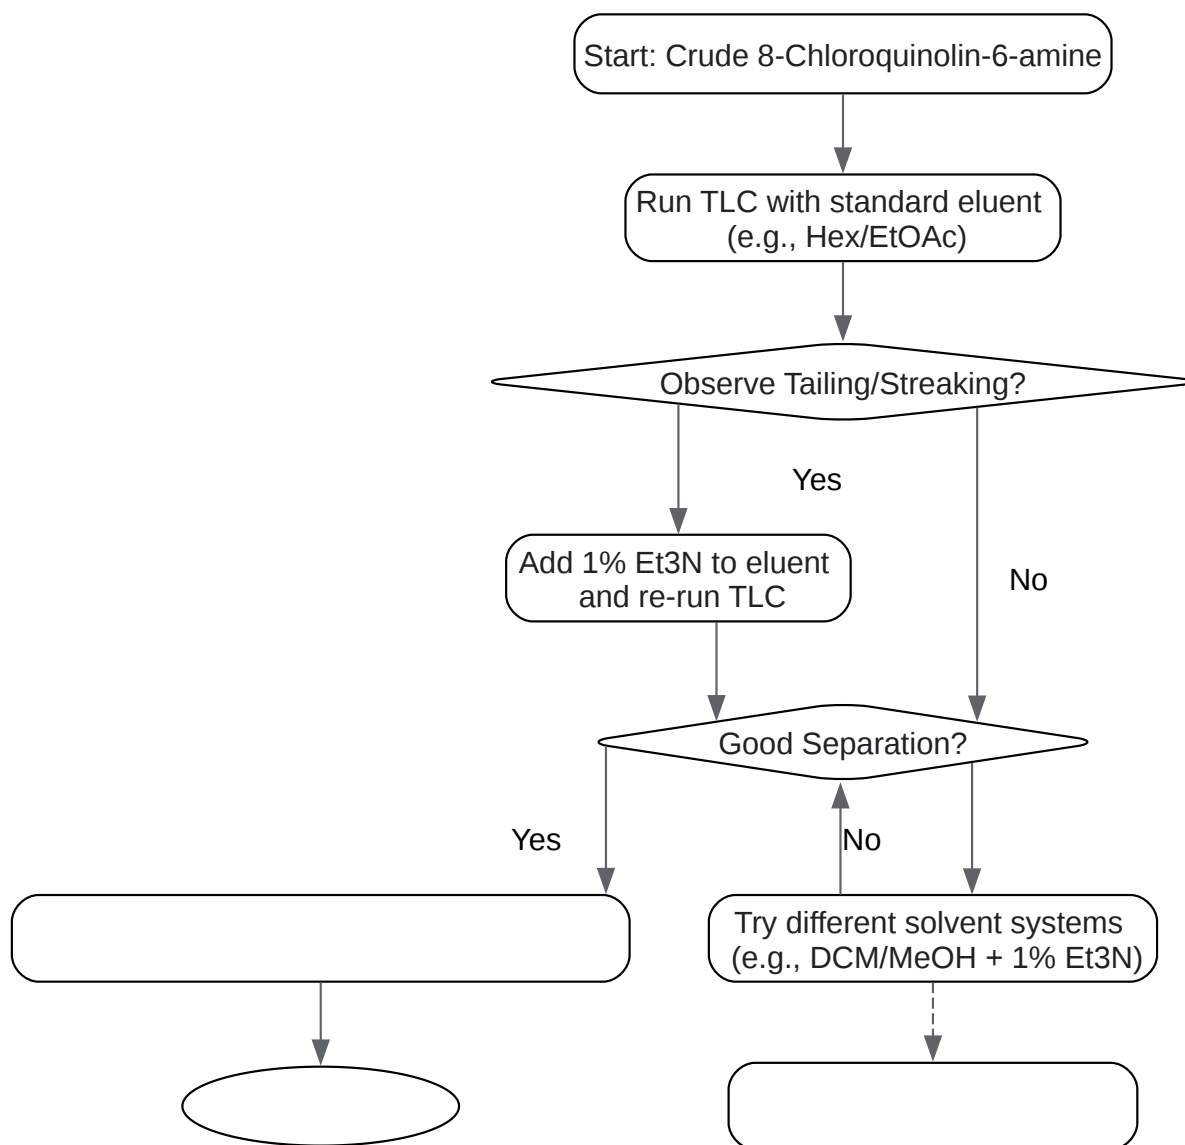 Start: Crude 8-Chloroquinolin-6-amine
Run TLC with standard eluent
(e.g., Hex/EtOAc)
Observe Tailing/Streaking?
Yes
Add 1% Et3N to eluent
and re-run TLC
No
Good Separation?
Yes
No
Try different solvent systems
(e.g., DCM/MeOH + 1% Et3N)